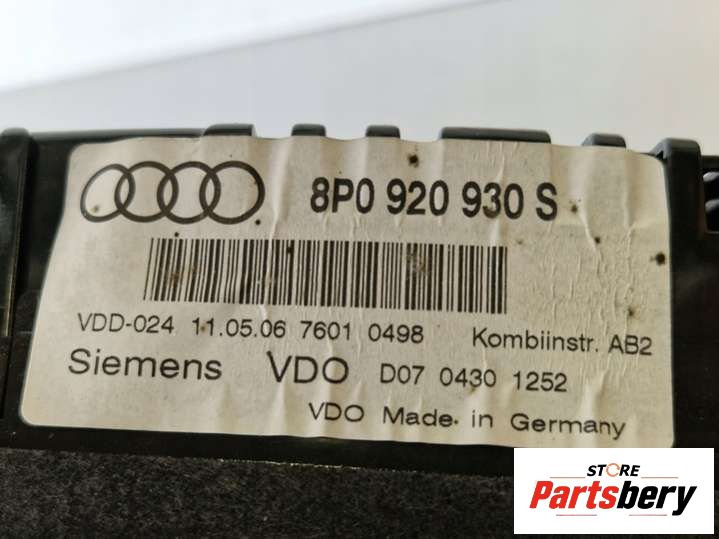 8P0 920 930 S
VDD-024 11.05.06 7601 0498 Kombiinstr. AB2
Siemens VDO D07 0430 1252
VDO Made in Germany
STORE
Partsbery